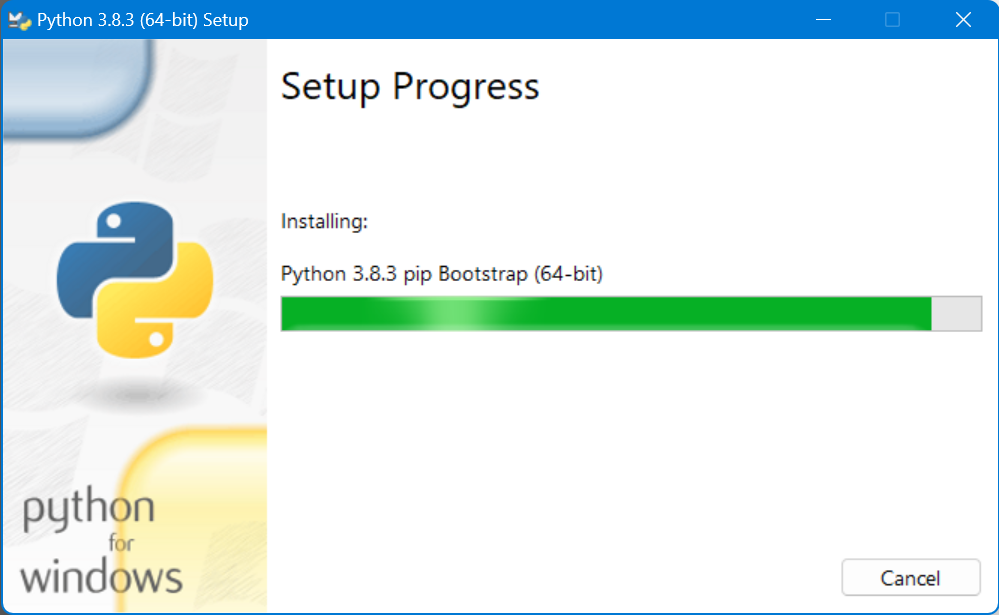 Python 3.8.3 (64-bit) Setup
Setup Progress
Installing:
Python 3.8.3 pip Bootstrap (64-bit)
python
for
windows
Cancel